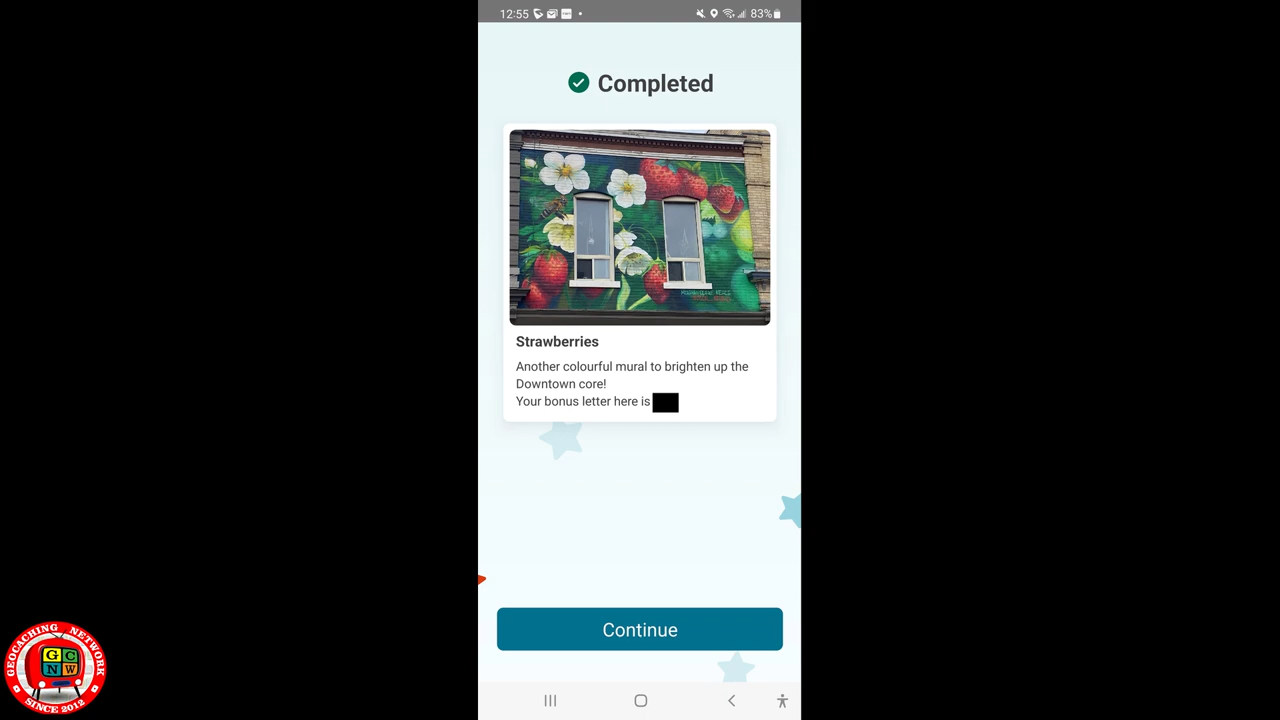 12:55
83%
Completed
Strawberries
Another colourful mural to brighten up the
Downtown core!
Your bonus letter here is
Continue
GEOCACHING NETWORK
G C
N W
SINCE 2012